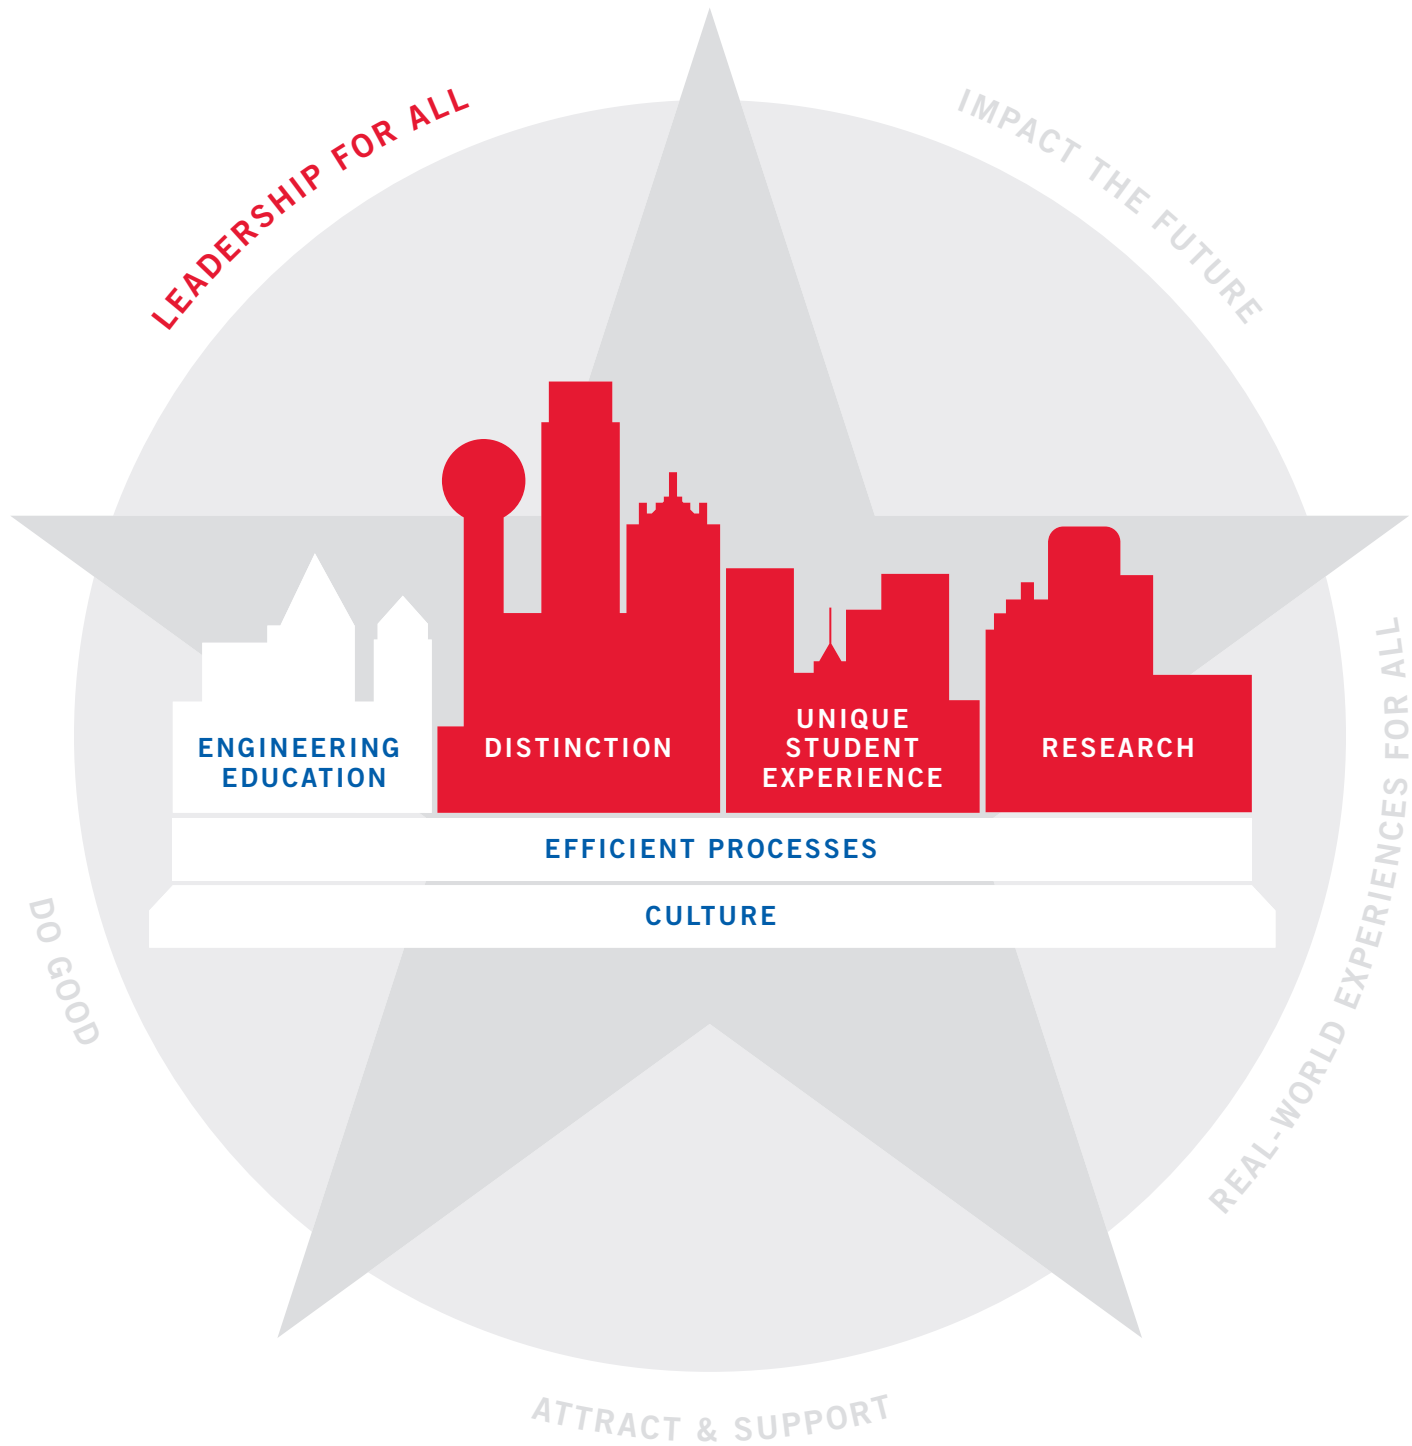 LEADERSHIP FOR ALL
IMPACT THE FUTURE
ENGINEERING
EDUCATION
DISTINCTION
UNIQUE
STUDENT
EXPERIENCE
RESEARCH
EFFICIENT PROCESSES
CULTURE
DO GOOD
REAL-WORLD EXPERIENCES FOR ALL
ATTRACT & SUPPORT